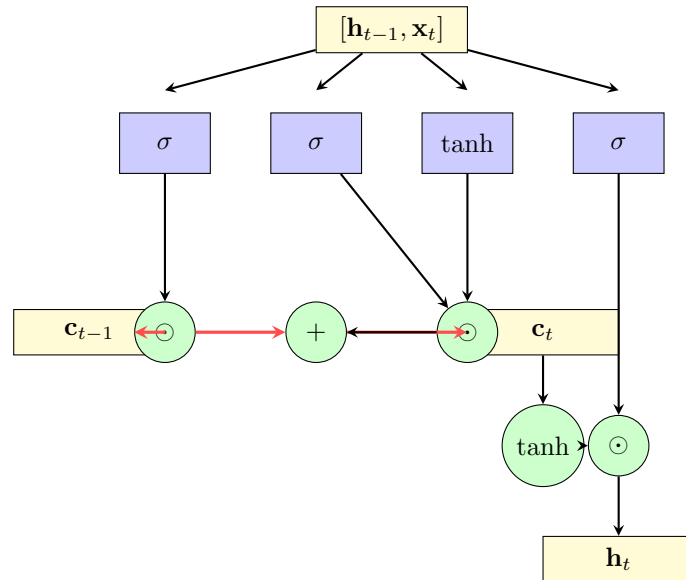 [h_{t−1}, x_t]
σ σ tanh σ
c_{t−1} ⊙ + ⊙ c_t
tanh ⊙
h_t